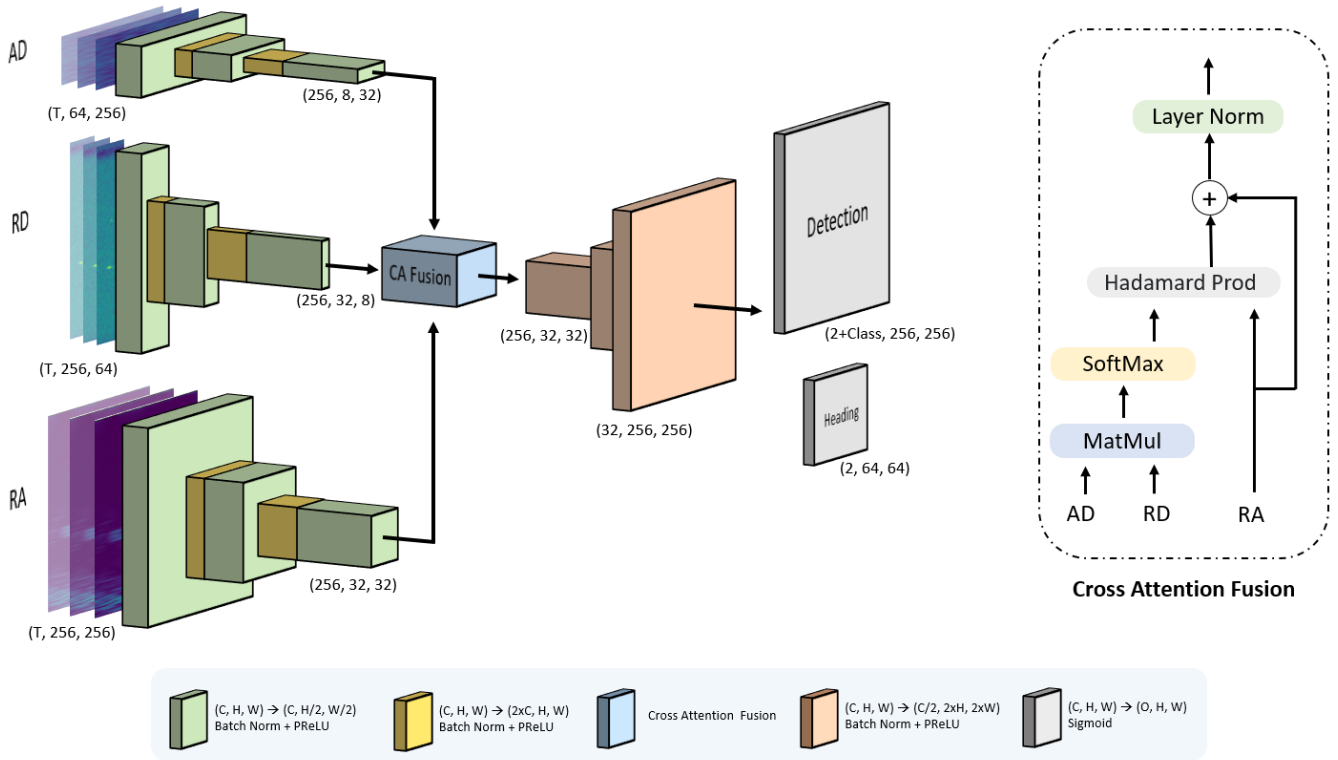 AD
(T, 64, 256)
(256, 8, 32)
RD
(T, 256, 64)
(256, 32, 8)
RA
(T, 256, 256)
(256, 32, 32)
CA Fusion
(256, 32, 32)
(32, 256, 256)
Detection
(2+Class, 256, 256)
Heading
(2, 64, 64)
Layer Norm
+
Hadamard Prod
SoftMax
MatMul
AD RD RA
Cross Attention Fusion
(C, H, W) → (C, H/2, W/2)
Batch Norm + PReLU
(C, H, W) → (2xC, H, W)
Batch Norm + PReLU
Cross Attention Fusion
(C, H, W) → (C/2, 2xH, 2xW)
Batch Norm + PReLU
(C, H, W) → (O, H, W)
Sigmoid